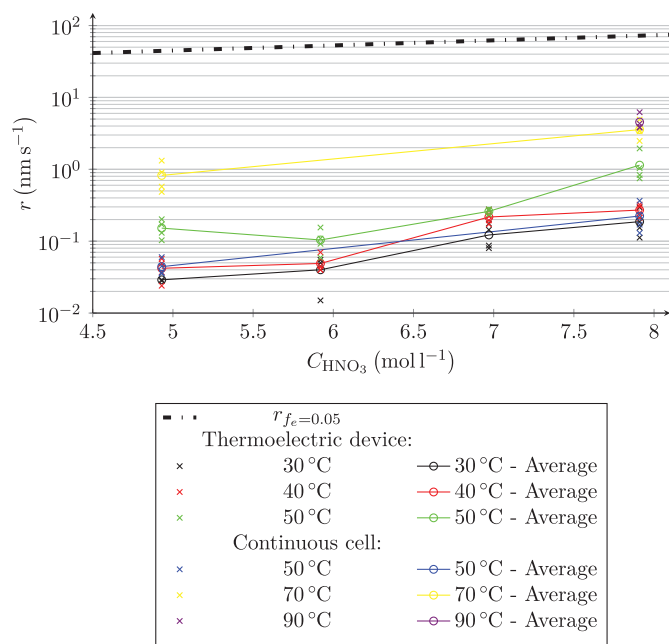 10²
10¹
10⁰
10⁻¹
10⁻²
r (nm s⁻¹)
4.5 5 5.5 6 6.5 7 7.5 8
C_HNO₃ (mol l⁻¹)
r_fₑ=0.05
Thermoelectric device:
30 °C 30 °C - Average
40 °C 40 °C - Average
50 °C 50 °C - Average
Continuous cell:
50 °C 50 °C - Average
70 °C 70 °C - Average
90 °C 90 °C - Average